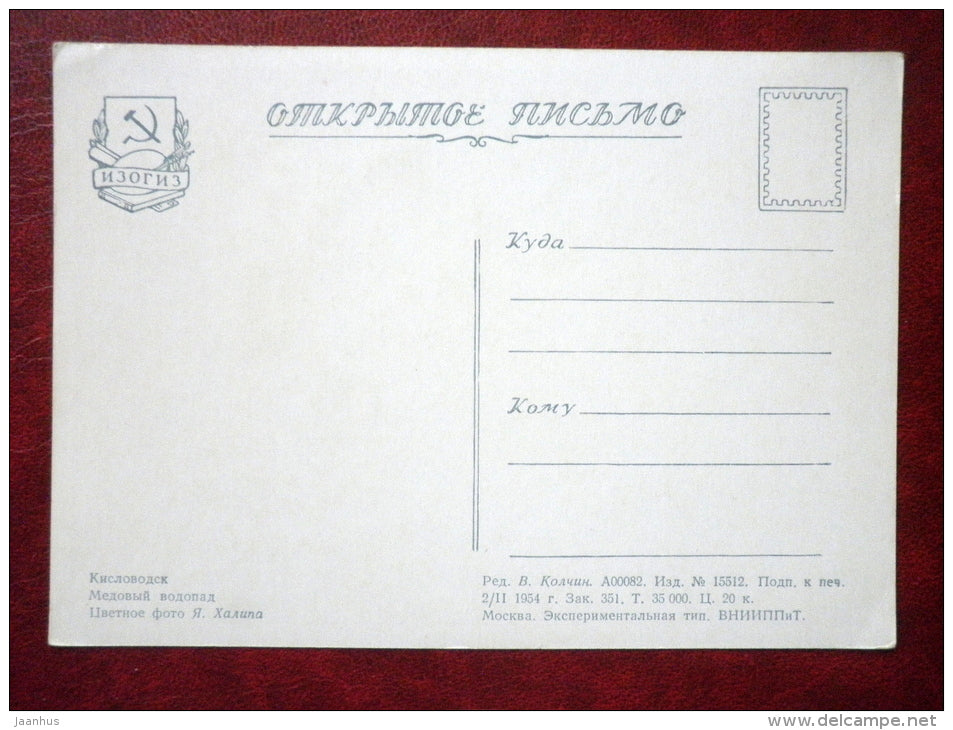 ОТКРЫТОЕ ПИСЬМО
ИЗОГИЗ
Куда
Кому
Кисловодск
Медовый водопад
Цветное фото Я. Халипа
Ред. В. Колчин. А00082. Изд. № 15512. Подп. к печ.
2/II 1954 г. Зак. 351. Т. 35 000. Ц. 20 к.
Москва. Экспериментальная тип. ВНИИППиТ.
Jaanhus
www.delcampe.net